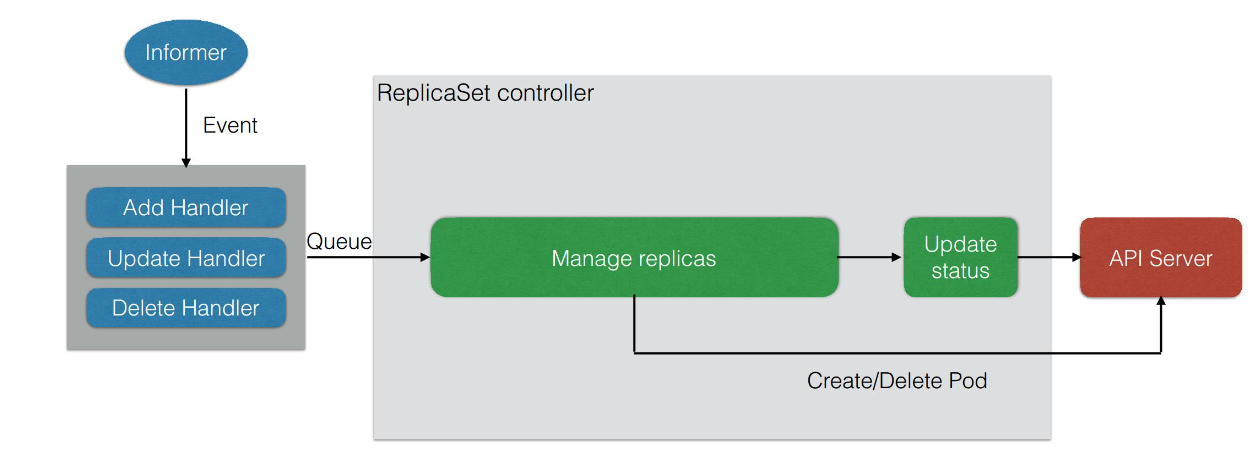 Informer
Event
ReplicaSet controller
Add Handler
Update Handler
Delete Handler
Queue
Manage replicas
Update
status
API Server
Create/Delete Pod